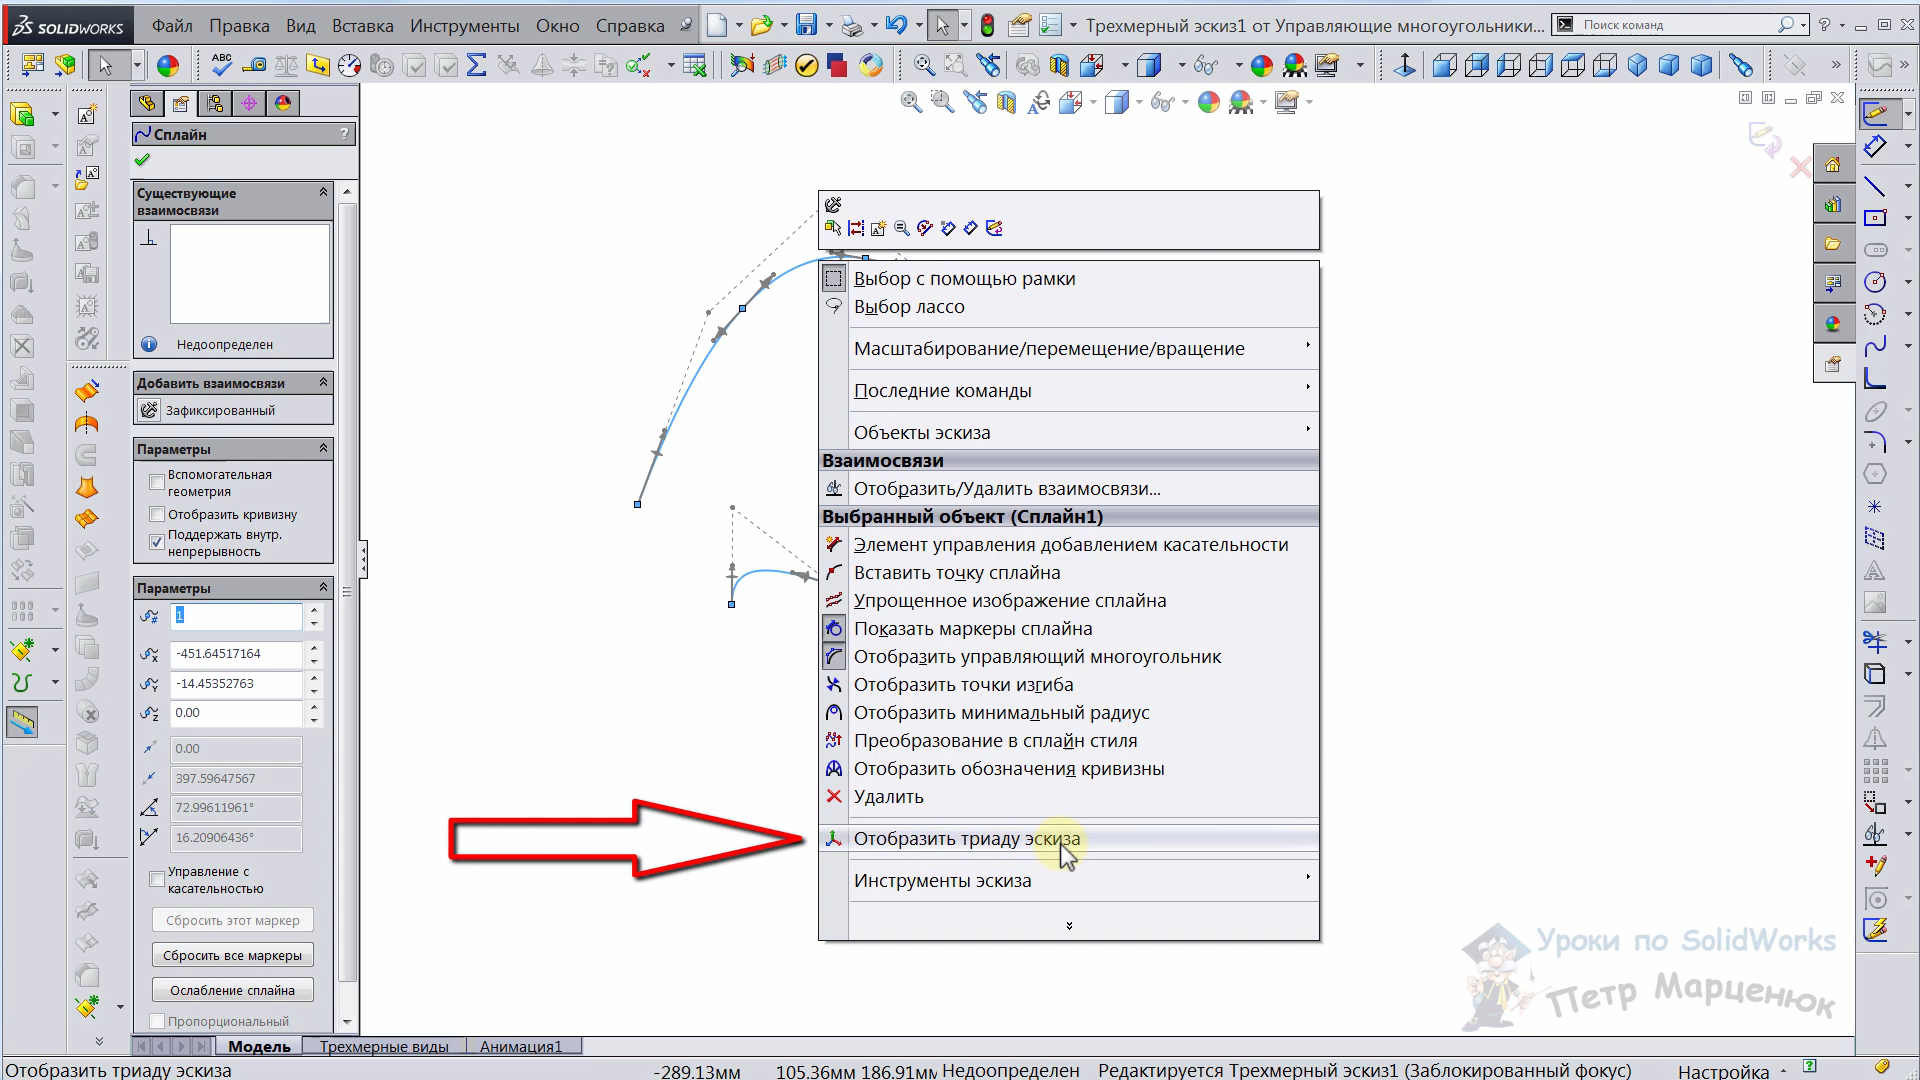 SOLIDWORKS
Файл
Правка
Вид
Вставка
Инструменты
Окно
Справка
Трехмерный эскиз1 от Управляющие многоугольники...
Поиск команд
?
ABC
Сплайн
?
Существующие
взаимосвязи
Недоопределен
Добавить взаимосвязи
Зафиксированный
Параметры
Вспомогательная
геометрия
Отобразить кривизну
Поддержать внутр.
непрерывность
Параметры
1
-451.64517164
-14.45352763
0.00
0.00
397.59647567
72.99611961°
16.20906436°
Управление с
касательностью
Сбросить этот маркер
Сбросить все маркеры
Ослабление сплайна
Пропорциональный
Выбор с помощью рамки
Выбор лассо
Масштабирование/перемещение/вращение
Последние команды
Объекты эскиза
Взаимосвязи
Отобразить/Удалить взаимосвязи...
Выбранный объект (Сплайн1)
Элемент управления добавлением касательности
Вставить точку сплайна
Упрощенное изображение сплайна
Показать маркеры сплайна
Отобразить управляющий многоугольник
Отобразить точки изгиба
Отобразить минимальный радиус
Преобразование в сплайн стиля
Отобразить обозначения кривизны
Удалить
Отобразить триаду эскиза
Инструменты эскиза
Уроки по SolidWorks
Петр Марценюк
Модель
Трехмерные виды
Анимация1
Отобразить триаду эскиза
-289.13мм
105.36мм
186.91мм
Недоопределен
Редактируется Трехмерный эскиз1 (Заблокированный фокус)
Настройка